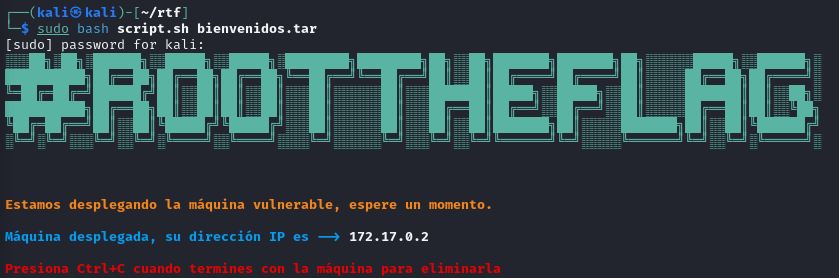 ┌──(kali㉿kali)-[~/rtf]
└─$ sudo bash script.sh bienvenidos.tar
[sudo] password for kali:
#ROOTTHEFLAG
Estamos desplegando la máquina vulnerable, espere un momento.
Máquina desplegada, su dirección IP es --> 172.17.0.2
Presiona Ctrl+C cuando termines con la máquina para eliminarla